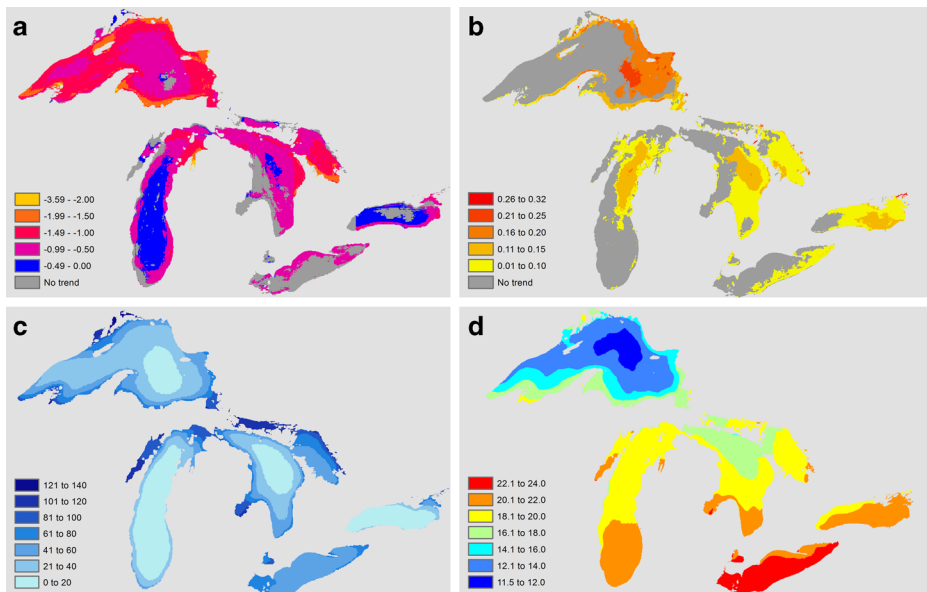 a
-3.59 - -2.00
-1.99 - -1.50
-1.49 - -1.00
-0.99 - -0.50
-0.49 - 0.00
No trend
b
0.26 to 0.32
0.21 to 0.25
0.16 to 0.20
0.11 to 0.15
0.01 to 0.10
No trend
c
121 to 140
101 to 120
81 to 100
61 to 80
41 to 60
21 to 40
0 to 20
d
22.1 to 24.0
20.1 to 22.0
18.1 to 20.0
16.1 to 18.0
14.1 to 16.0
12.1 to 14.0
11.5 to 12.0